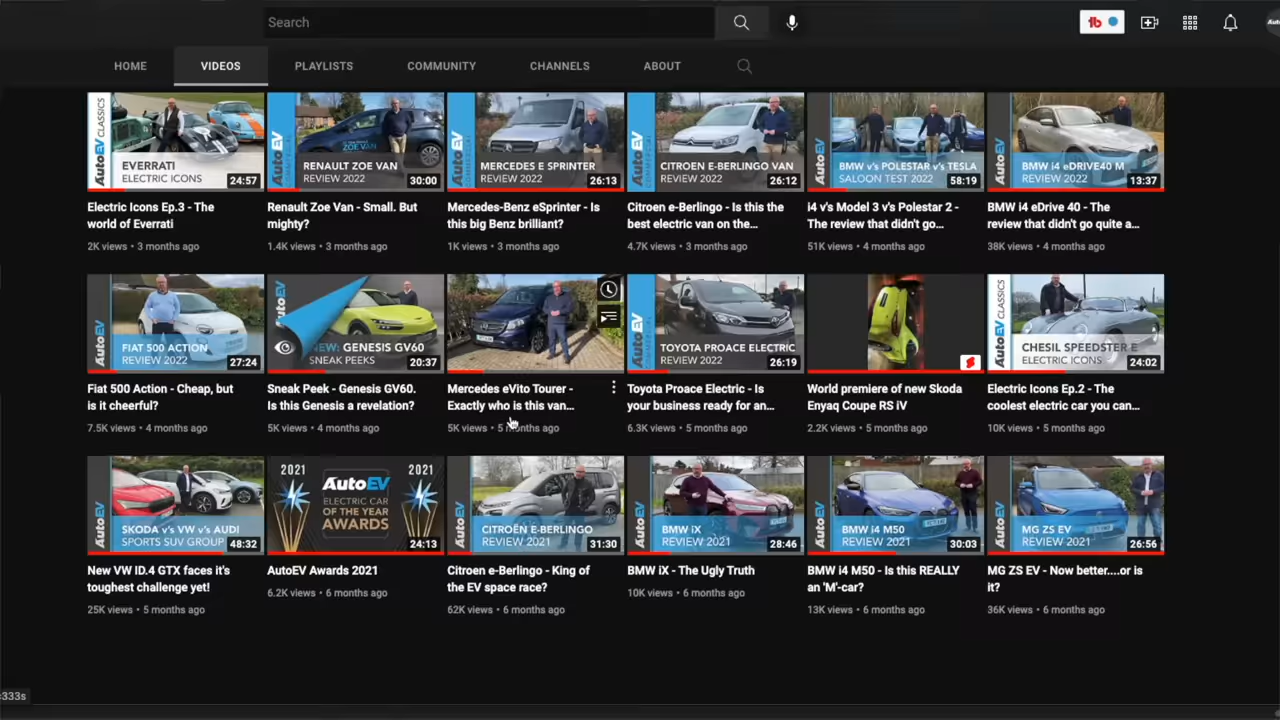 Search
HOME
VIDEOS
PLAYLISTS
COMMUNITY
CHANNELS
ABOUT
AutoEV CLASSICS
EVERRATI
ELECTRIC ICONS
24:57
RENAULT ZOE VAN
REVIEW 2022
30:00
MERCEDES E SPRINTER
REVIEW 2022
26:13
CITROEN E-BERLINGO VAN
REVIEW 2022
26:12
BMW v's POLESTAR v's TESLA
SALOON TEST 2022
58:19
BMW i4 eDRIVE40 M
REVIEW 2022
13:37
Electric Icons Ep.3 - The
world of Everrati
2K views • 3 months ago
Renault Zoe Van - Small. But
mighty?
1.4K views • 3 months ago
Mercedes-Benz eSprinter - Is
this big Benz brilliant?
1K views • 3 months ago
Citroen e-Berlingo - Is this the
best electric van on the...
4.7K views • 3 months ago
i4 v's Model 3 v's Polestar 2 -
The review that didn't go...
51K views • 4 months ago
BMW i4 eDrive 40 - The
review that didn't go quite a...
38K views • 4 months ago
AutoEV
FIAT 500 ACTION
REVIEW 2022
27:24
NEW: GENESIS GV60
SNEAK PEEKS
20:37
TOYOTA PROACE ELECTRIC
REVIEW 2022
26:19
AutoEV CLASSICS
CHESIL SPEEDSTER E
ELECTRIC ICONS
24:02
Fiat 500 Action - Cheap, but
is it cheerful?
7.5K views • 4 months ago
Sneak Peek - Genesis GV60.
Is this Genesis a revelation?
5K views • 4 months ago
Mercedes eVito Tourer -
Exactly who is this van...
5K views • 5 months ago
Toyota Proace Electric - Is
your business ready for an...
6.3K views • 5 months ago
World premiere of new Skoda
Enyaq Coupe RS iV
2.2K views • 5 months ago
Electric Icons Ep.2 - The
coolest electric car you can...
10K views • 5 months ago
AutoEV
SKODA v's VW v's AUDI
SPORTS SUV GROUP
48:32
2021
2021
AutoEV
ELECTRIC CAR
OF THE YEAR
AWARDS
24:13
AutoEV
CITROËN E-BERLINGO
REVIEW 2021
31:30
AutoEV
BMW iX
REVIEW 2021
28:46
AutoEV
BMW i4 M50
REVIEW 2021
30:03
AutoEV
MG ZS EV
REVIEW 2021
26:56
New VW ID.4 GTX faces it's
toughest challenge yet!
25K views • 5 months ago
AutoEV Awards 2021
6.2K views • 6 months ago
Citroen e-Berlingo - King of
the EV space race?
62K views • 6 months ago
BMW iX - The Ugly Truth
10K views • 6 months ago
BMW i4 M50 - Is this REALLY
an 'M'-car?
13K views • 6 months ago
MG ZS EV - Now better....or is
it?
36K views • 6 months ago
=333s